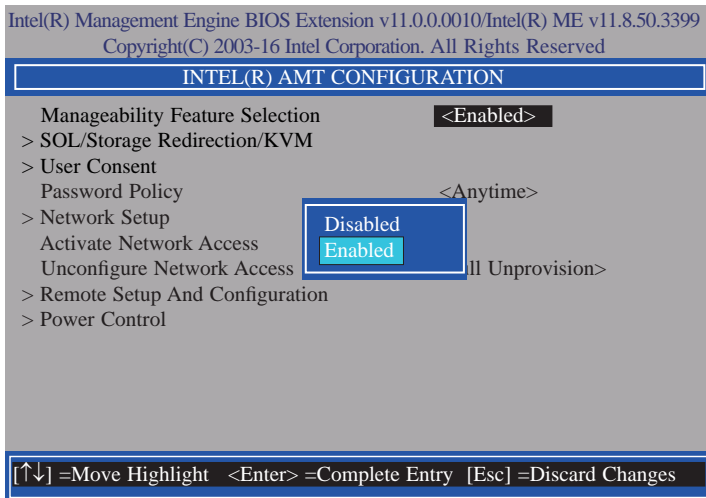 Intel(R) Management Engine BIOS Extension v11.0.0.0010/Intel(R) ME v11.8.50.3399
Copyright(C) 2003-16 Intel Corporation. All Rights Reserved
INTEL(R) AMT CONFIGURATION
Manageability Feature Selection <Enabled>
> SOL/Storage Redirection/KVM
> User Consent
Password Policy <Anytime>
> Network Setup
Disabled
Activate Network Access
Enabled
Unconfigure Network Access ll Unprovision>
> Remote Setup And Configuration
> Power Control
[↑↓] =Move Highlight <Enter> =Complete Entry [Esc] =Discard Changes